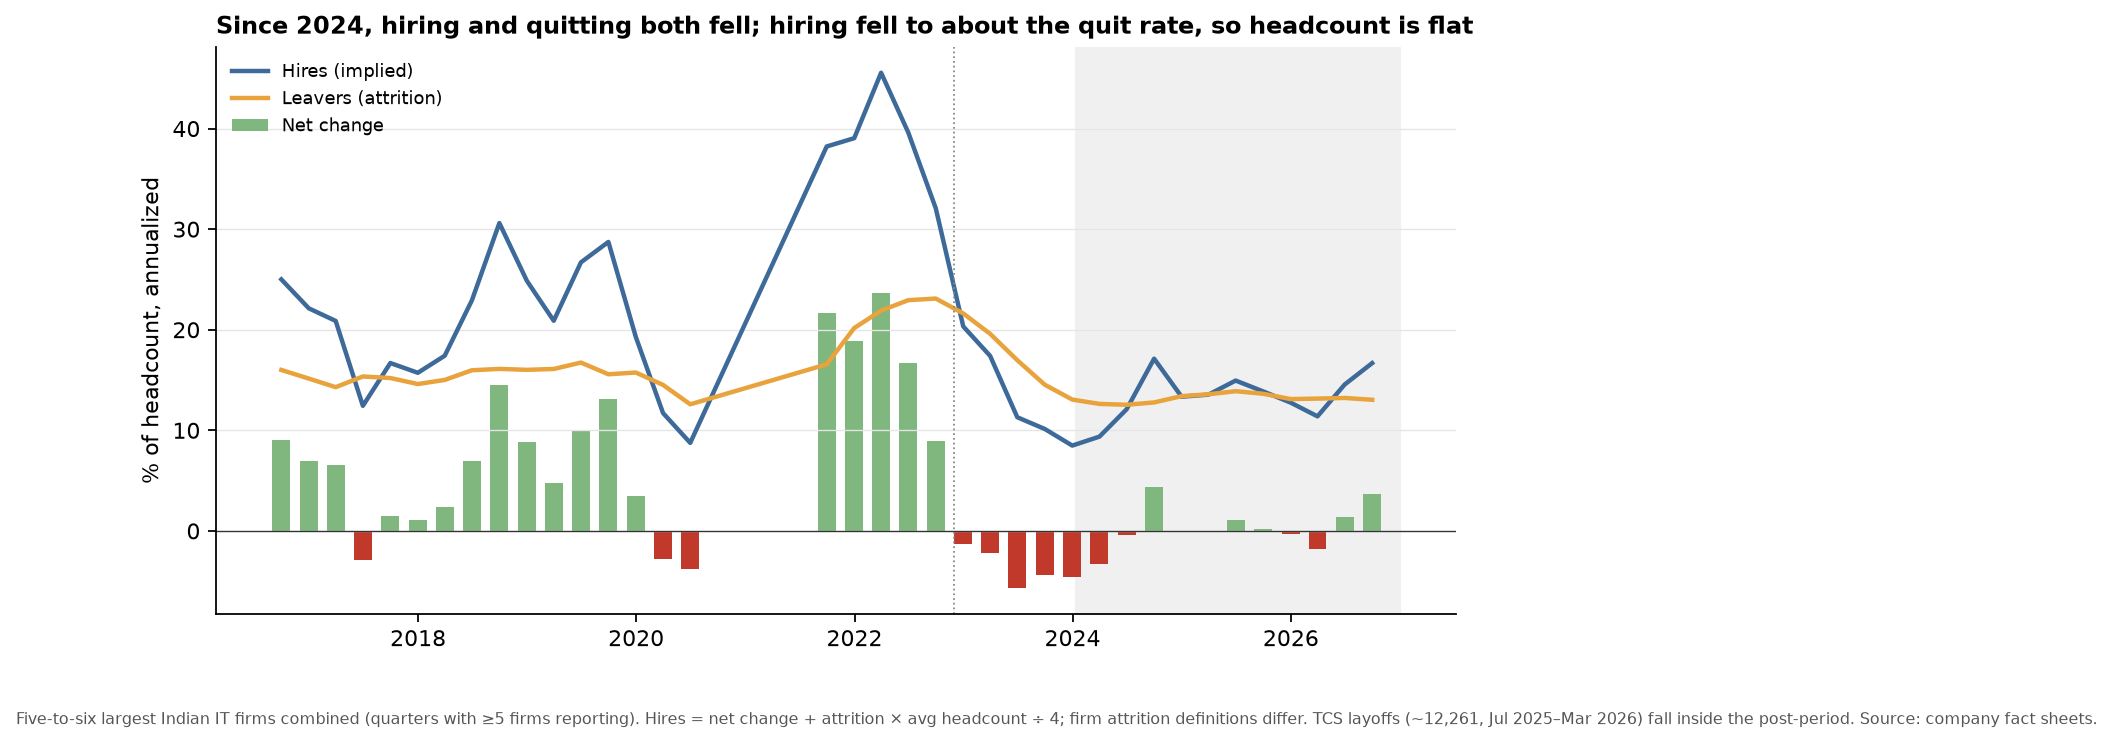 Since 2024, hiring and quitting both fell; hiring fell to about the quit rate, so headcount is flat
Hires (implied)
Leavers (attrition)
Net change
% of headcount, annualized
40
30
20
10
0
2018 2020 2022 2024 2026
Five-to-six largest Indian IT firms combined (quarters with ≥5 firms reporting). Hires = net change + attrition × avg headcount ÷ 4; firm attrition definitions differ. TCS layoffs (~12,261, Jul 2025–Mar 2026) fall inside the post-period. Source: company fact sheets.